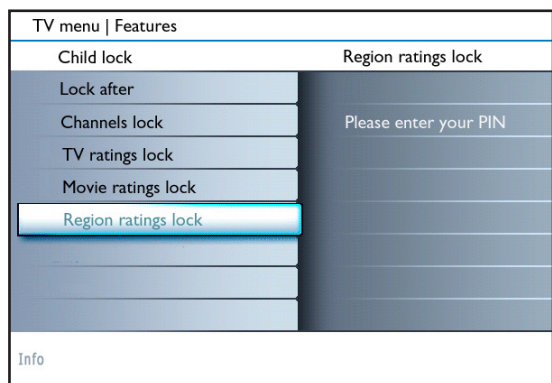 TV menu | Features
Child lock
Region ratings lock
Lock after
Channels lock
Please enter your PIN
TV ratings lock
Movie ratings lock
Region ratings lock
Info